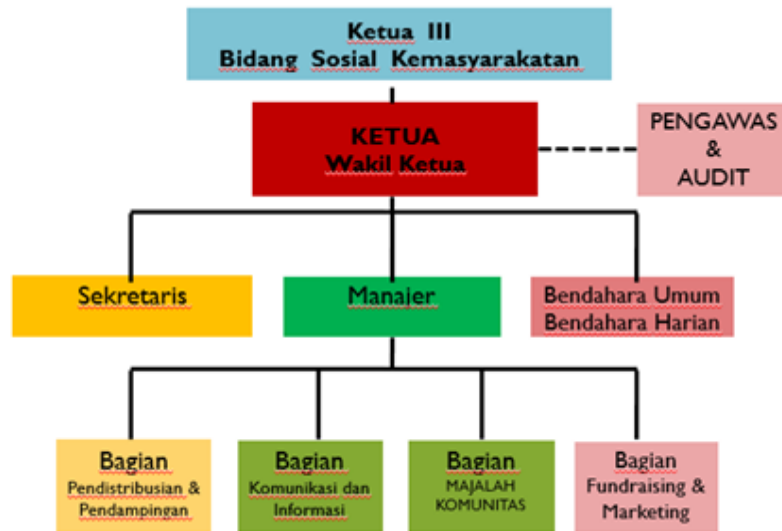 Ketua III
Bidang Sosial Kemasyarakatan
KETUA
Wakil Ketua
PENGAWAS
&
AUDIT
Sekretaris
Manajer
Bendahara Umum
Bendahara Harian
Bagian
Pendistribusian &
Pendampingan
Bagian
Komunikasi dan
Informasi
Bagian
MAJALAH
KOMUNITAS
Bagian
Fundraising &
Marketing